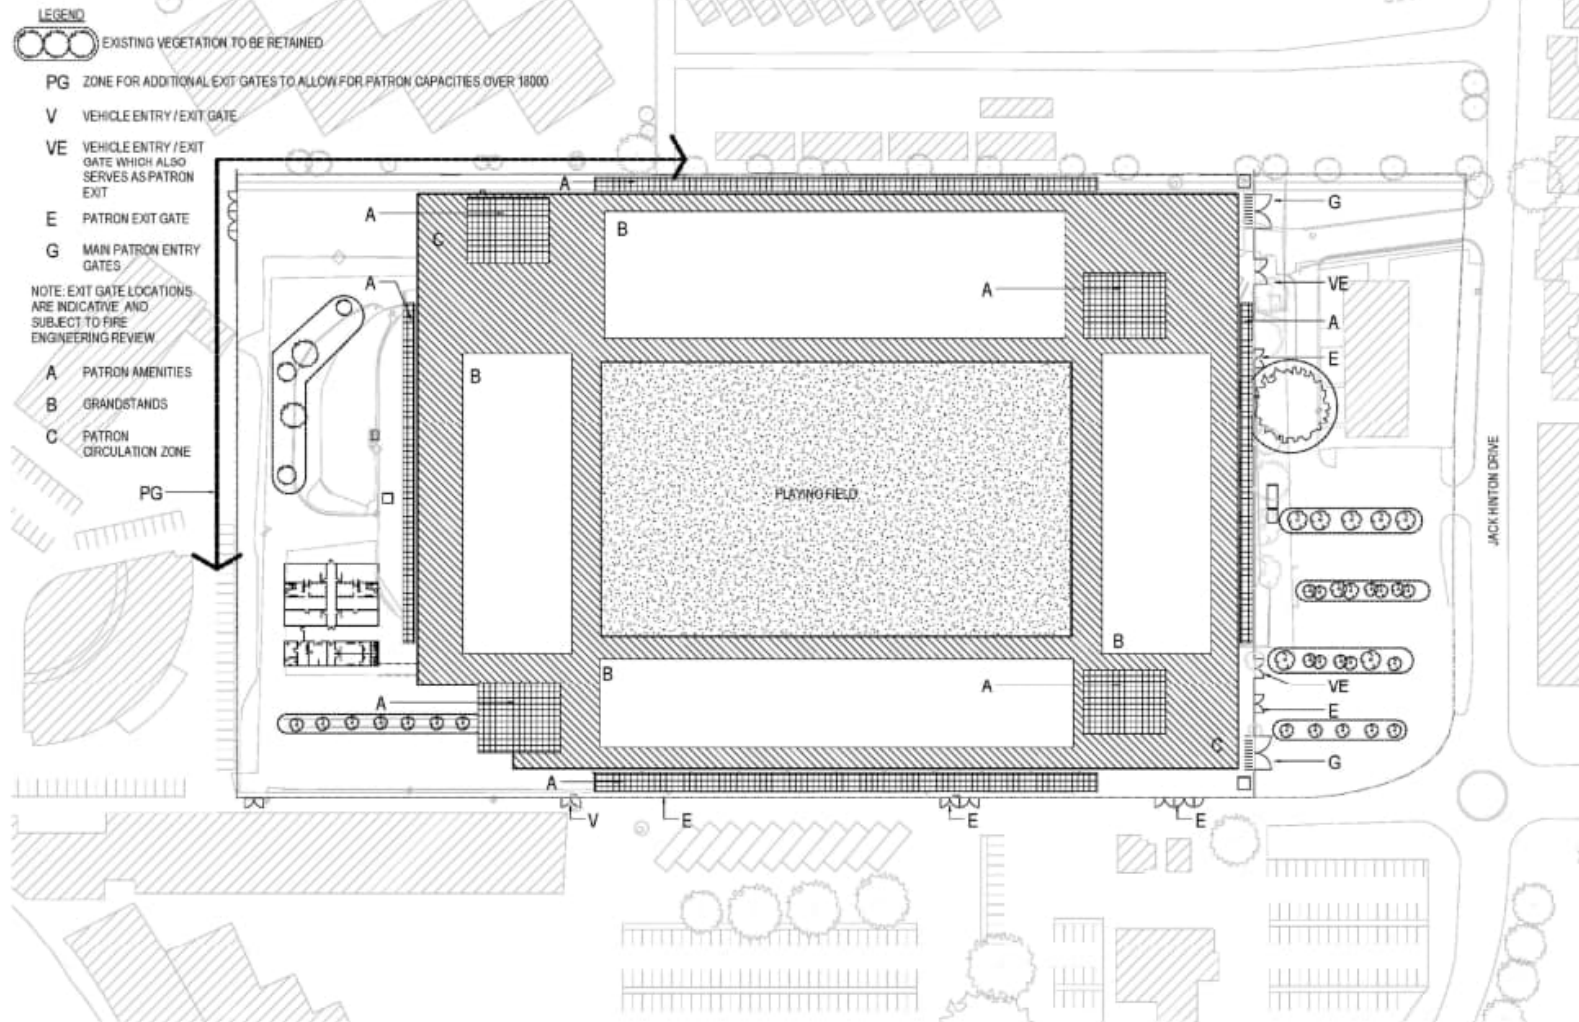 LEGEND
EXISTING VEGETATION TO BE RETAINED
PG ZONE FOR ADDITIONAL EXIT GATES TO ALLOW FOR PATRON CAPACITIES OVER 18000
V VEHICLE ENTRY / EXIT GATE
VE VEHICLE ENTRY / EXIT
GATE WHICH ALSO
SERVES AS PATRON
EXIT
E PATRON EXIT GATE
G MAIN PATRON ENTRY
GATES
NOTE: EXIT GATE LOCATIONS
ARE INDICATIVE AND
SUBJECT TO FIRE
ENGINEERING REVIEW
A PATRON AMENITIES
B GRANDSTANDS
C PATRON
CIRCULATION ZONE
PG
A
A
C
B
G
A
A
VE
A
E
B
PLAYING FIELD
JACK HINTON DRIVE
B
B
A
VE
A
E
C
G
A
V
E
E
E